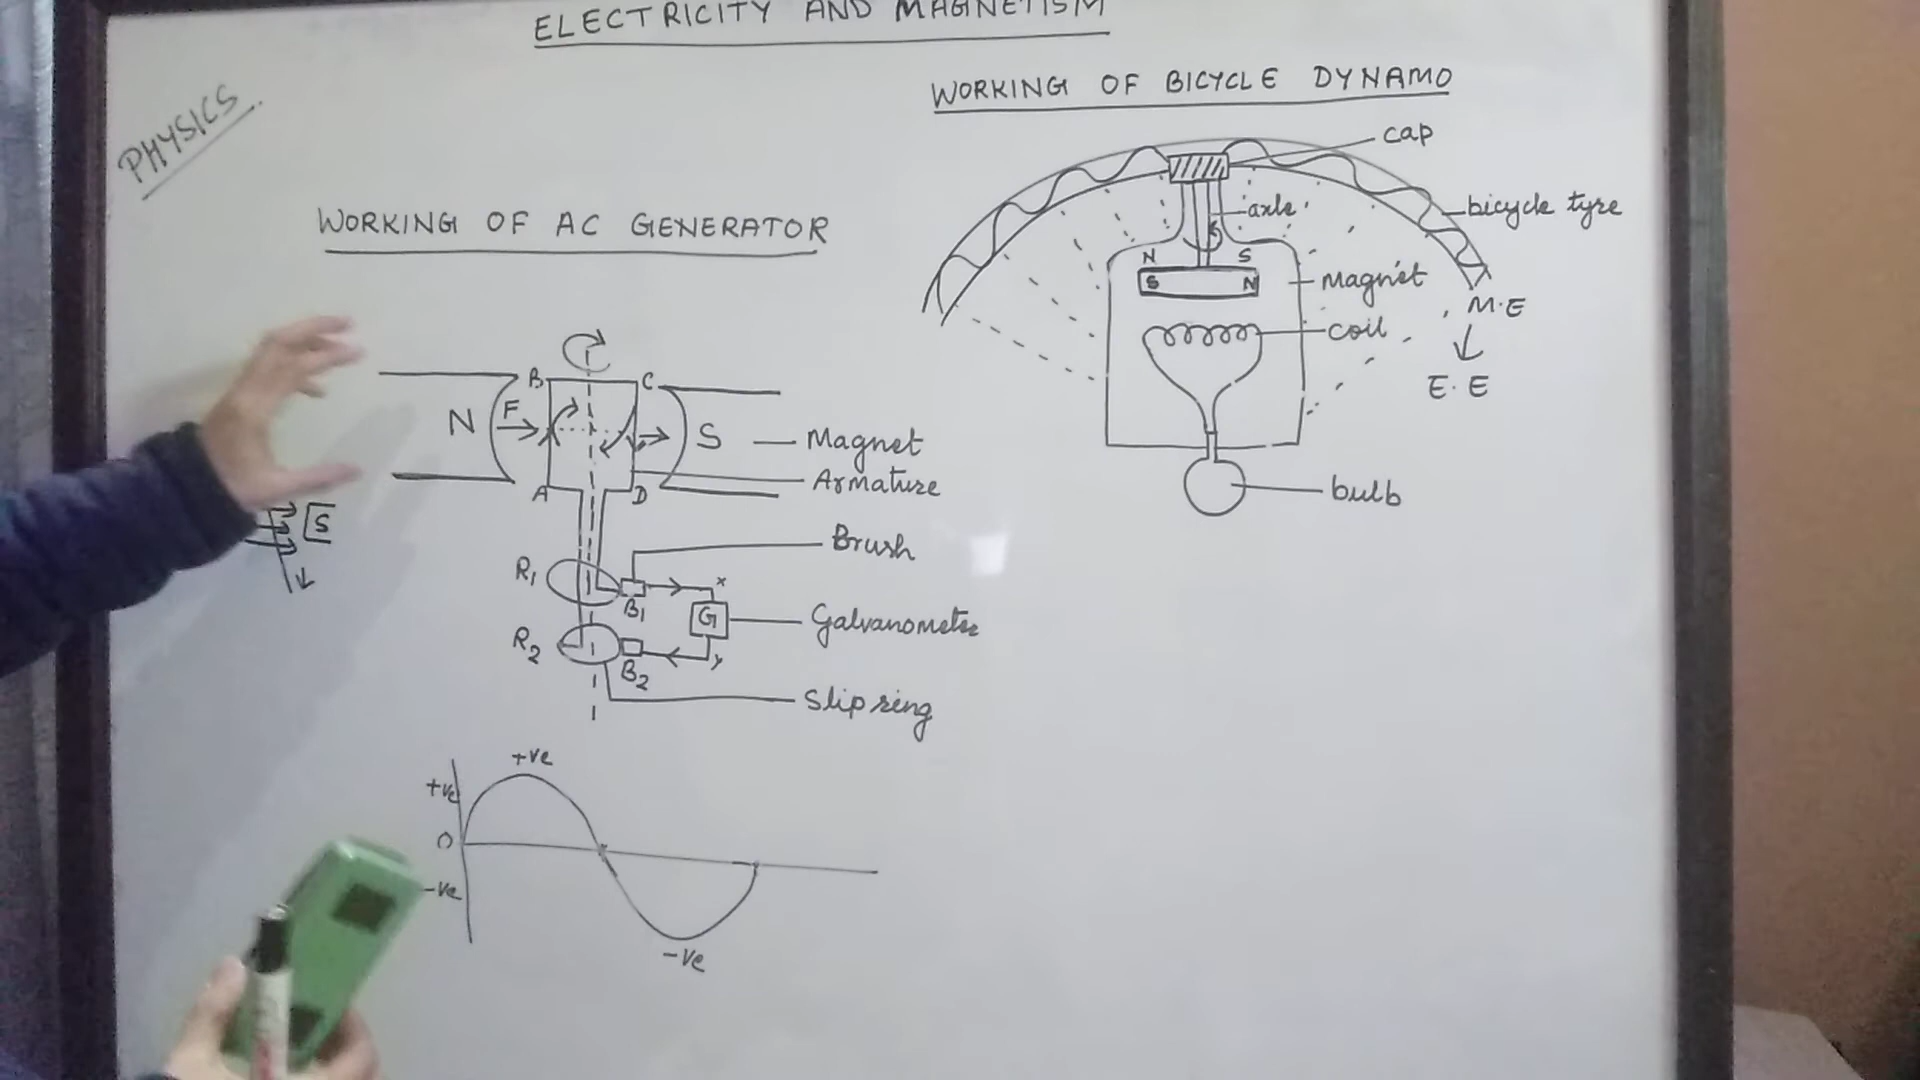 ELECTRICITY AND MAGNETISM
PHYSICS
WORKING OF BICYCLE DYNAMO
cap
bicycle tyre
axle
N S
S N
Magnet
coil
M.E
E.E
bulb
WORKING OF AC GENERATOR
B C
N F S
Magnet
A D
Armature
S
Brush
R1
B1
x
G
Galvanometer
R2
B2
y
Slip ring
+ve
+ve
0
-ve
-ve